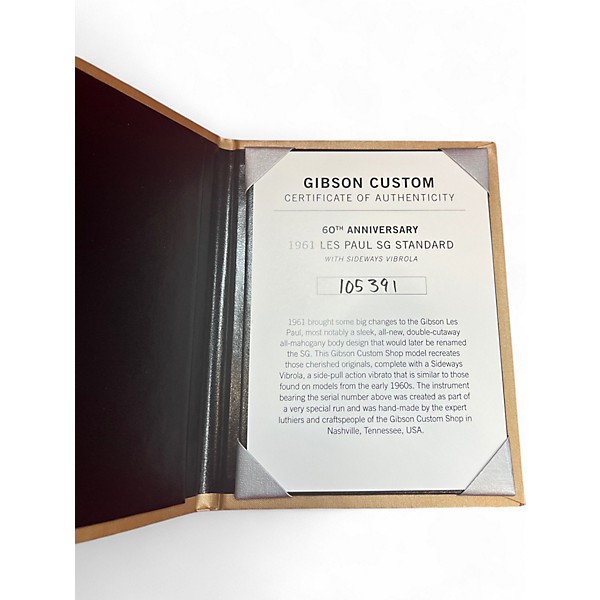 GIBSON CUSTOM
CERTIFICATE OF AUTHENTICITY
60TH ANNIVERSARY
1961 LES PAUL SG STANDARD
WITH SIDEWAYS VIBROLA
105391
1961 brought some big changes to the Gibson Les
Paul, most notably a sleek, all-new, double-cutaway
all-mahogany body design that would later be renamed
the SG. This Gibson Custom Shop model recreates
those cherished originals, complete with a Sideways
Vibrola, a side-pull action vibrato that is similar to those
found on models from the early 1960s. The instrument
bearing the serial number above was created as part of
a very special run and was hand-made by the expert
luthiers and craftspeople of the Gibson Custom Shop in
Nashville, Tennessee, USA.